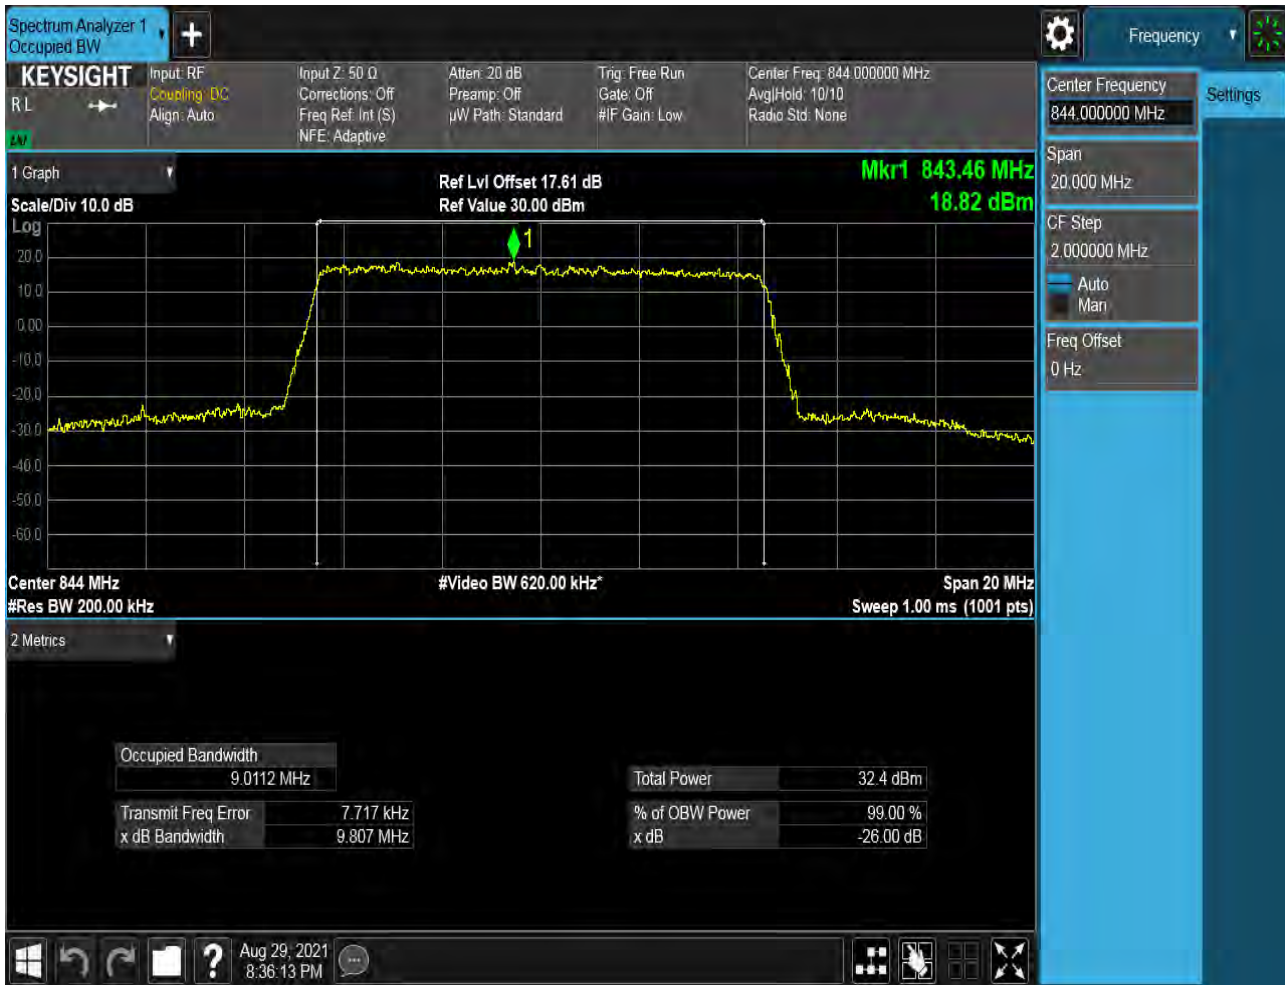 Spectrum Analyzer 1
Occupied BW
Frequency
KEYSIGHT
R L
Input: RF
Coupling: DC
Align: Auto
Input Z: 50 Ω
Corrections: Off
Freq Ref: Int (S)
NFE: Adaptive
Atten: 20 dB
Preamp: Off
µW Path: Standard
Trig: Free Run
Gate: Off
#IF Gain: Low
Center Freq: 844.000000 MHz
Avg|Hold: 10/10
Radio Std: None
Center Frequency
844.000000 MHz
Settings
Span
20.000 MHz
CF Step
2.000000 MHz
Auto
Man
Freq Offset
0 Hz
1 Graph
Scale/Div 10.0 dB
Log
Ref Lvl Offset 17.61 dB
Ref Value 30.00 dBm
Mkr1 843.46 MHz
18.82 dBm
1
20.0
10.0
0.00
-10.0
-20.0
-30.0
-40.0
-50.0
-60.0
Center 844 MHz
#Video BW 620.00 kHz*
Span 20 MHz
#Res BW 200.00 kHz
Sweep 1.00 ms (1001 pts)
2 Metrics
Occupied Bandwidth
9.0112 MHz
Total Power 32.4 dBm
Transmit Freq Error 7.717 kHz
% of OBW Power 99.00 %
x dB Bandwidth 9.807 MHz
x dB -26.00 dB
?
Aug 29, 2021
8:36:13 PM